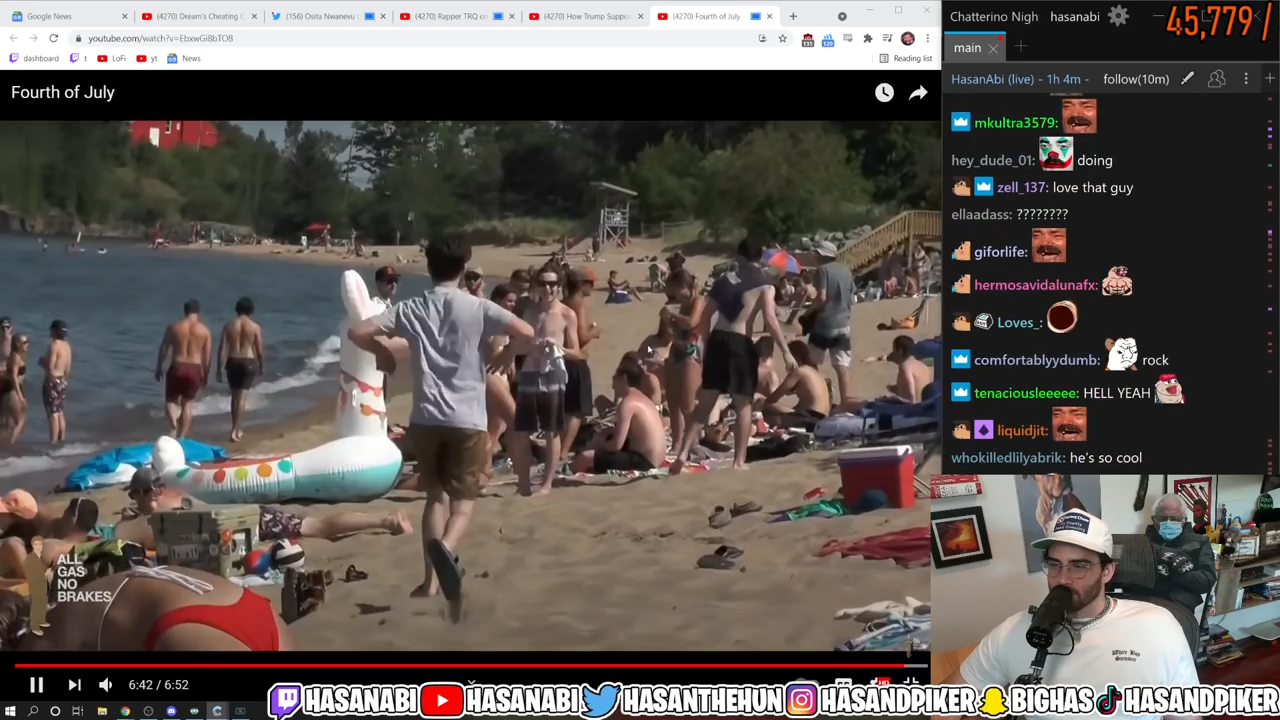 Google News
(4270) Dream's Cheating C
(156) Osita Nwanevu
(4270) Rapper TRQ on
(4270) How Trump Suppor
(4270) Fourth of July
Chatterino Nigh
hasanabi
45,779 /
youtube.com/watch?v=EbxwGi8bTO8
main
dashboard
t
LoFi
yt
News
Reading list
HasanAbi (live) - 1h 4m -
follow(10m)
Fourth of July
mkultra3579:
hey_dude_01: doing
zell_137: love that guy
ellaadass: ????????
giforlife:
hermosavidalunafx:
Loves_:
comfortablyydumb: rock
tenaciousleeeee: HELL YEAH
liquidjit:
whokilledlilyabrik: he's so cool
ALL
GAS
NO
BRAKES
6:42 / 6:52
HASANABI
HASANABI
HASANTHEHUN
HASANDPIKER
BIGHAS
HASANDPIKER